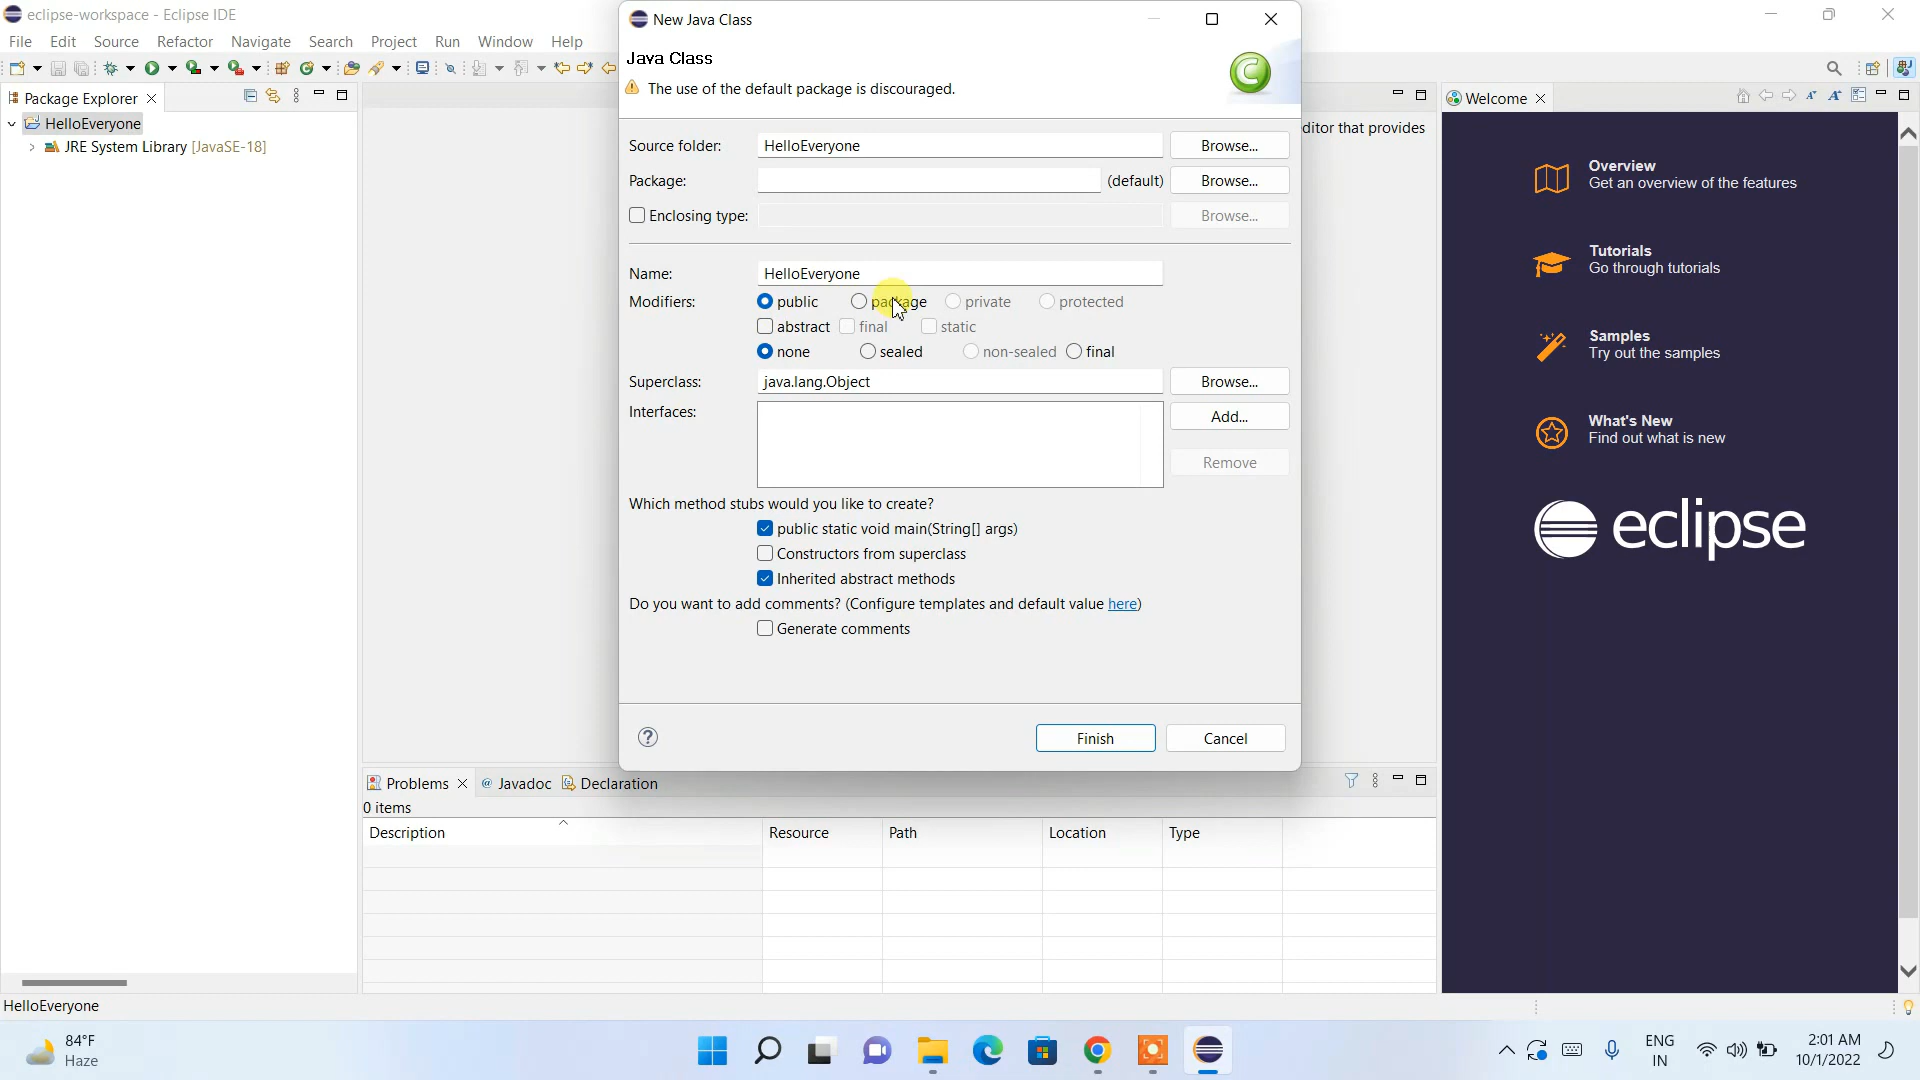 eclipse-workspace - Eclipse IDE
File Edit Source Refactor Navigate Search Project Run Window Help
Package Explorer
HelloEveryone
JRE System Library [JavaSE-18]
New Java Class
Java Class
The use of the default package is discouraged.
Source folder: HelloEveryone Browse...
Package: (default) Browse...
Enclosing type: Browse...
Name: HelloEveryone
Modifiers: public package private protected
abstract final static
none sealed non-sealed final
Superclass: java.lang.Object Browse...
Interfaces: Add...
Remove
Which method stubs would you like to create?
public static void main(String[] args)
Constructors from superclass
Inherited abstract methods
Do you want to add comments? (Configure templates and default value here)
Generate comments
Finish Cancel
ditor that provides
Welcome
Overview
Get an overview of the features
Tutorials
Go through tutorials
Samples
Try out the samples
What's New
Find out what is new
eclipse
Problems Javadoc Declaration
0 items
Description Resource Path Location Type
HelloEveryone
84°F
Haze
ENG
IN
2:01 AM
10/1/2022